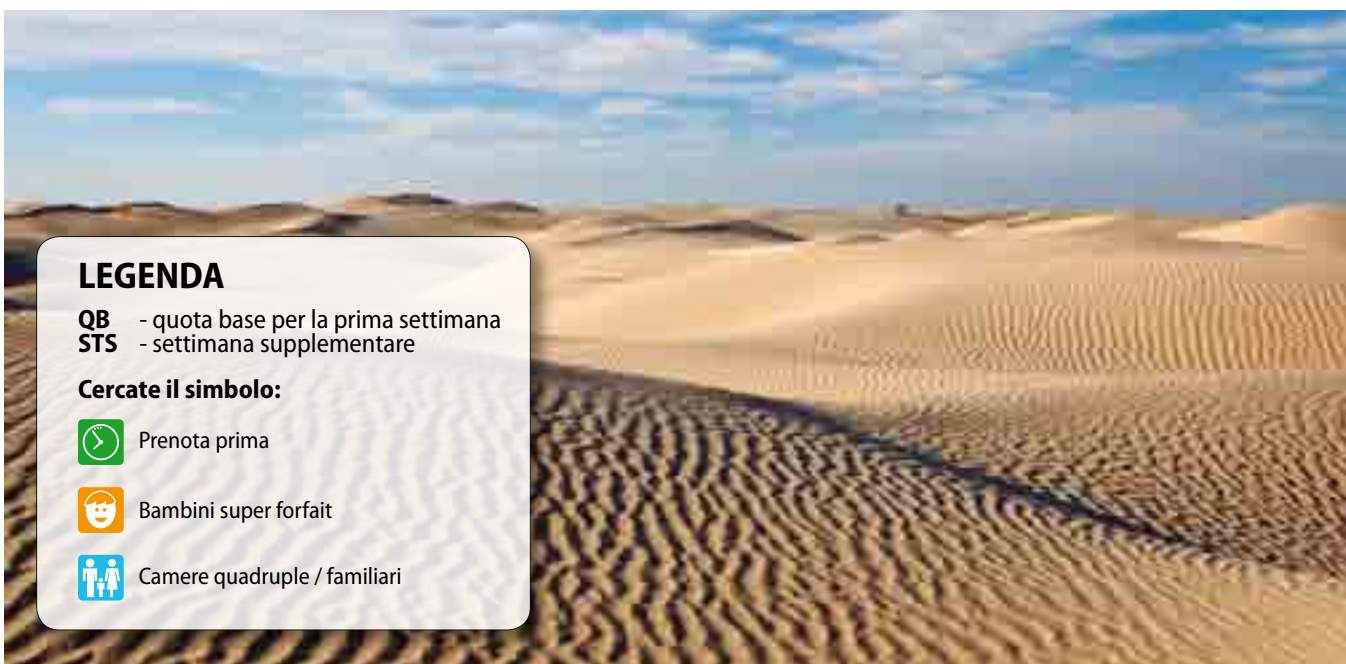 LEGENDA
QB - quota base per la prima settimana
STS - settimana supplementare
Cercate il simbolo:
Prenota prima
Bambini super forfait
Camere quadruple / familiari